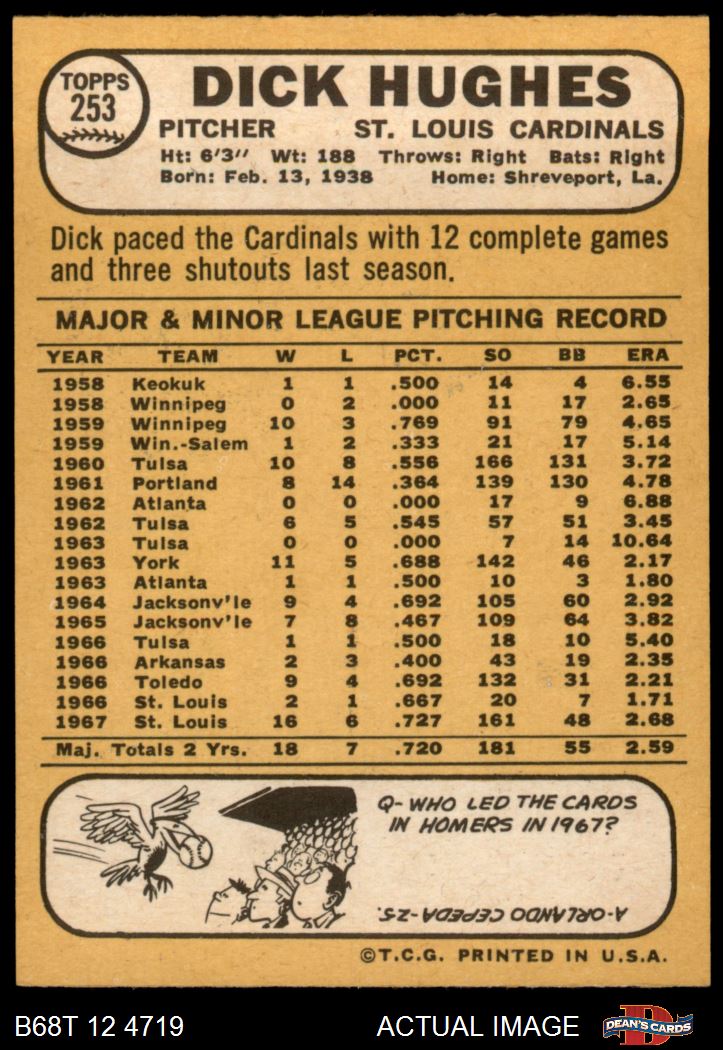 TOPPS
253
DICK HUGHES
PITCHER ST. LOUIS CARDINALS
Ht: 6'3" Wt: 188 Throws: Right Bats: Right
Born: Feb. 13, 1938 Home: Shreveport, La.
Dick paced the Cardinals with 12 complete games
and three shutouts last season.
MAJOR & MINOR LEAGUE PITCHING RECORD
YEAR TEAM W L PCT. SO BB ERA
1958 Keokuk 1 1 .500 14 4 6.55
1958 Winnipeg 0 2 .000 11 17 2.65
1959 Winnipeg 10 3 .769 91 79 4.65
1959 Win.-Salem 1 2 .333 21 17 5.14
1960 Tulsa 10 8 .556 166 131 3.72
1961 Portland 8 14 .364 139 130 4.78
1962 Atlanta 0 0 .000 17 9 6.88
1962 Tulsa 6 5 .545 57 51 3.45
1963 Tulsa 0 0 .000 7 14 10.64
1963 York 11 5 .688 142 46 2.17
1963 Atlanta 1 1 .500 10 3 1.80
1964 Jacksonv'le 9 4 .692 105 60 2.92
1965 Jacksonv'le 7 8 .467 109 64 3.82
1966 Tulsa 1 1 .500 18 10 5.40
1966 Arkansas 2 3 .400 43 19 2.35
1966 Toledo 9 4 .692 132 31 2.21
1966 St. Louis 2 1 .667 20 7 1.71
1967 St. Louis 16 6 .727 161 48 2.68
Maj. Totals 2 Yrs. 18 7 .720 181 55 2.59
Q-WHO LED THE CARDS
IN HOMERS IN 1967?
A-ORLANDO CEPEDA-25.
©T.C.G. PRINTED IN U.S.A.
B68T 12 4719 ACTUAL IMAGE
D
DEAN'S CARDS